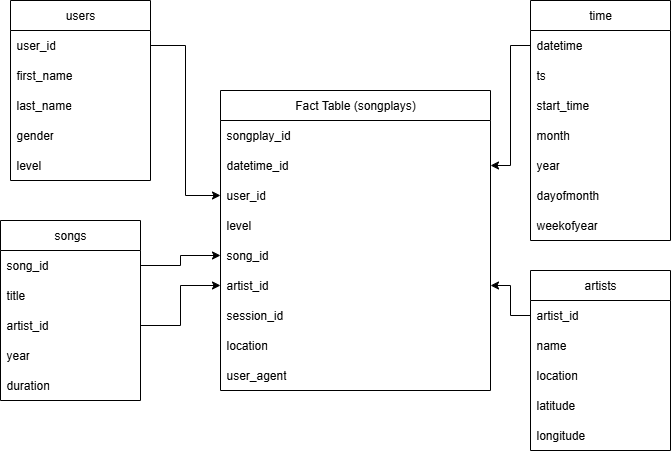 users
user_id
first_name
last_name
gender
level
songs
song_id
title
artist_id
year
duration
Fact Table (songplays)
songplay_id
datetime_id
user_id
level
song_id
artist_id
session_id
location
user_agent
time
datetime
ts
start_time
month
year
dayofmonth
weekofyear
artists
artist_id
name
location
latitude
longitude